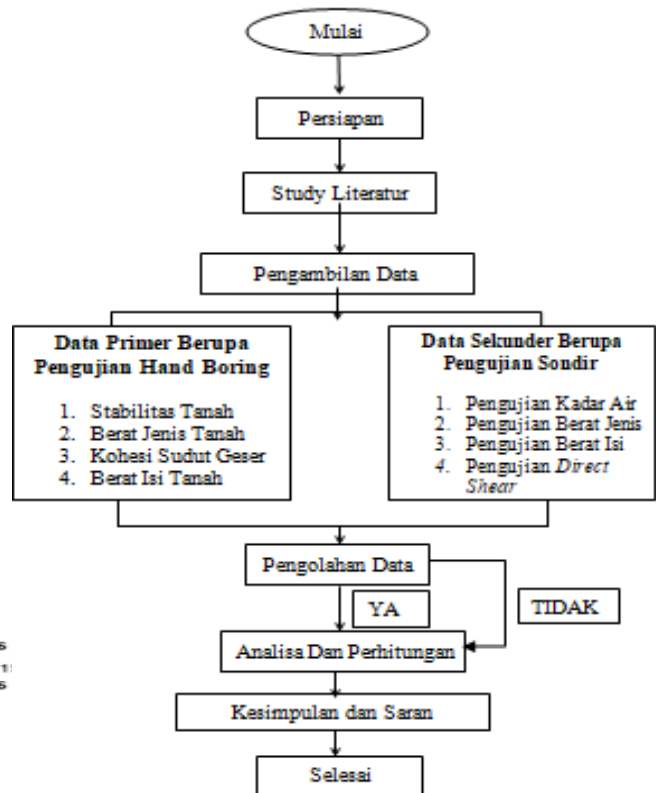 Mulai
Persiapan
Study Literatur
Pengambilan Data
Data Primer Berupa
Pengujian Hand Boring
1. Stabilitas Tanah
2. Berat Jenis Tanah
3. Kohesi Sudut Geser
4. Berat Isi Tanah
Data Sekunder Berupa
Pengujian Sondir
1. Pengujian Kadar Air
2. Pengujian Berat Jenis
3. Pengujian Berat Isi
4. Pengujian Direct
Shear
Pengolahan Data
YA
TIDAK
Analisa Dan Perhitungan
Kesimpulan dan Saran
Selesai